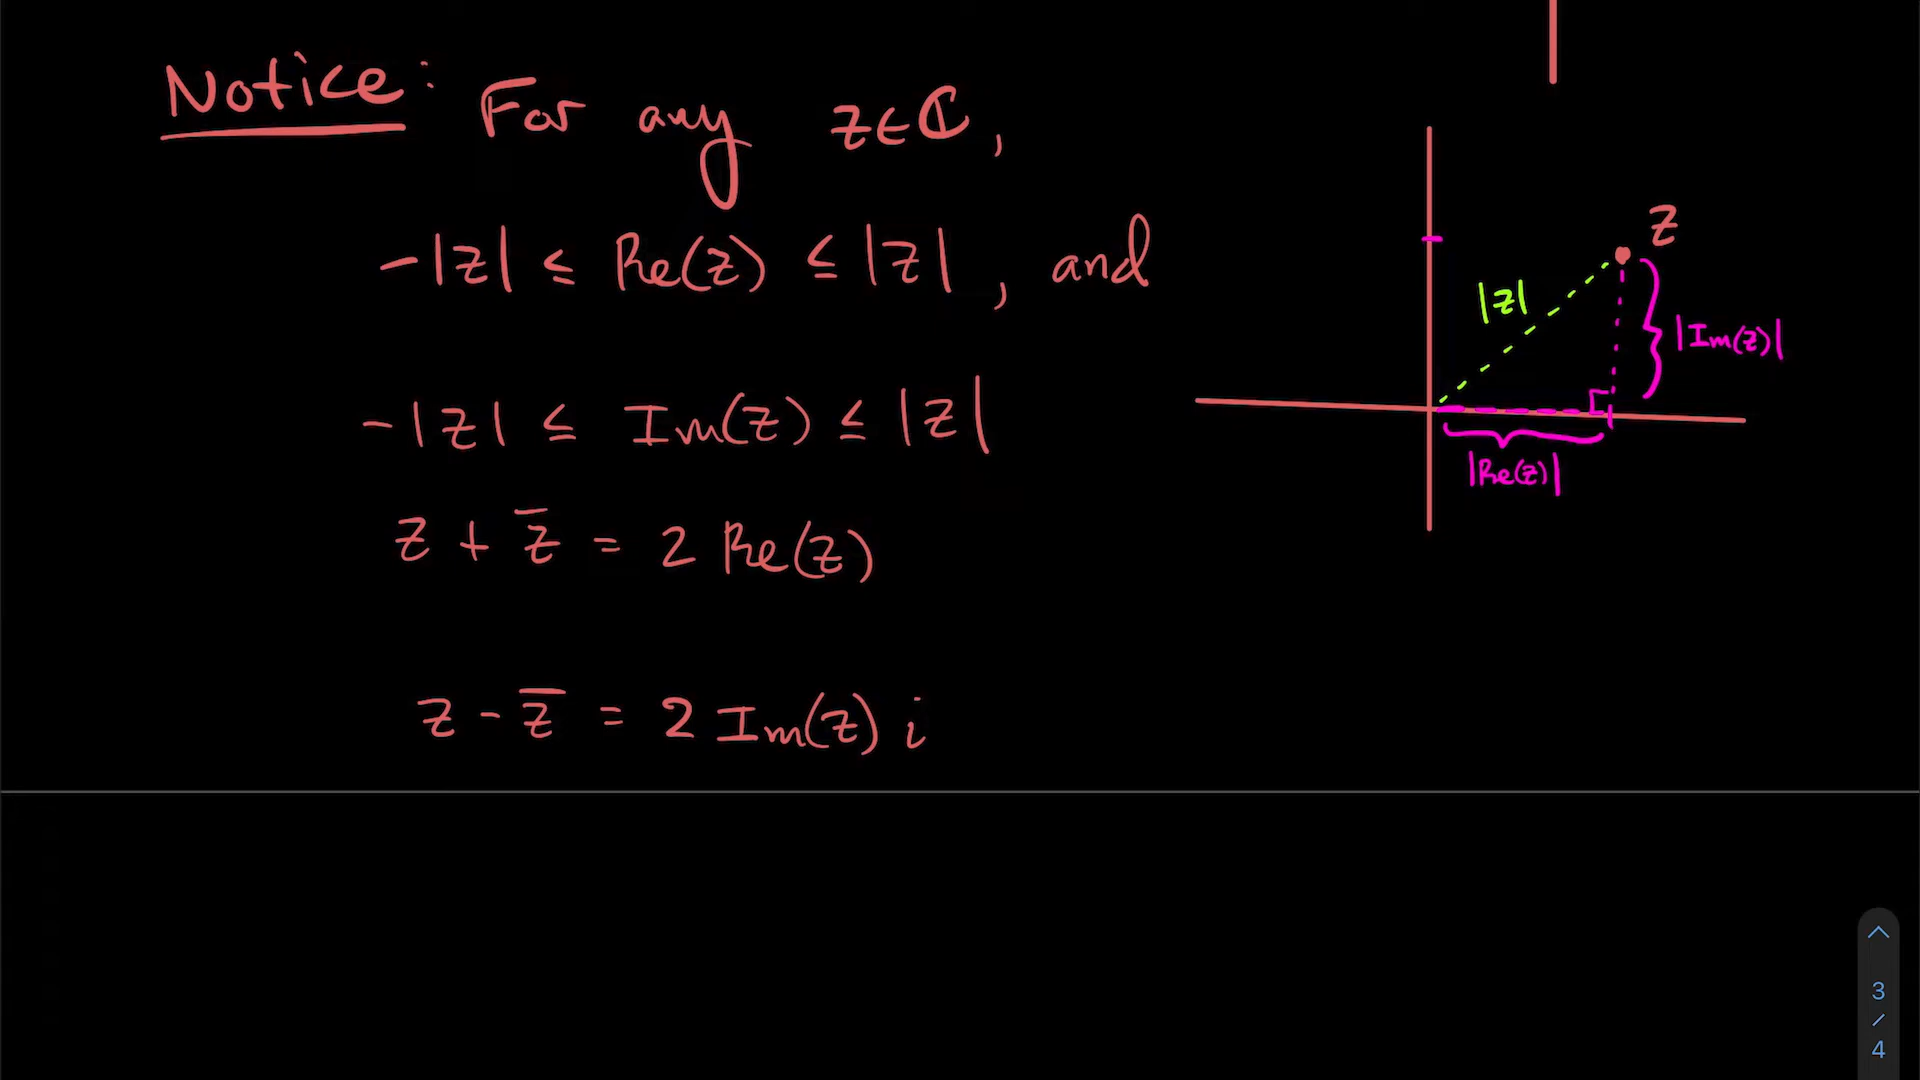 Notice: For any z∈ℂ,
-|z| ≤ Re(z) ≤ |z|, and
-|z| ≤ Im(z) ≤ |z|
z + z̅ = 2 Re(z)
z - z̅ = 2 Im(z) i
z
|z|
|Im(z)|
|Re(z)|
3
/
4